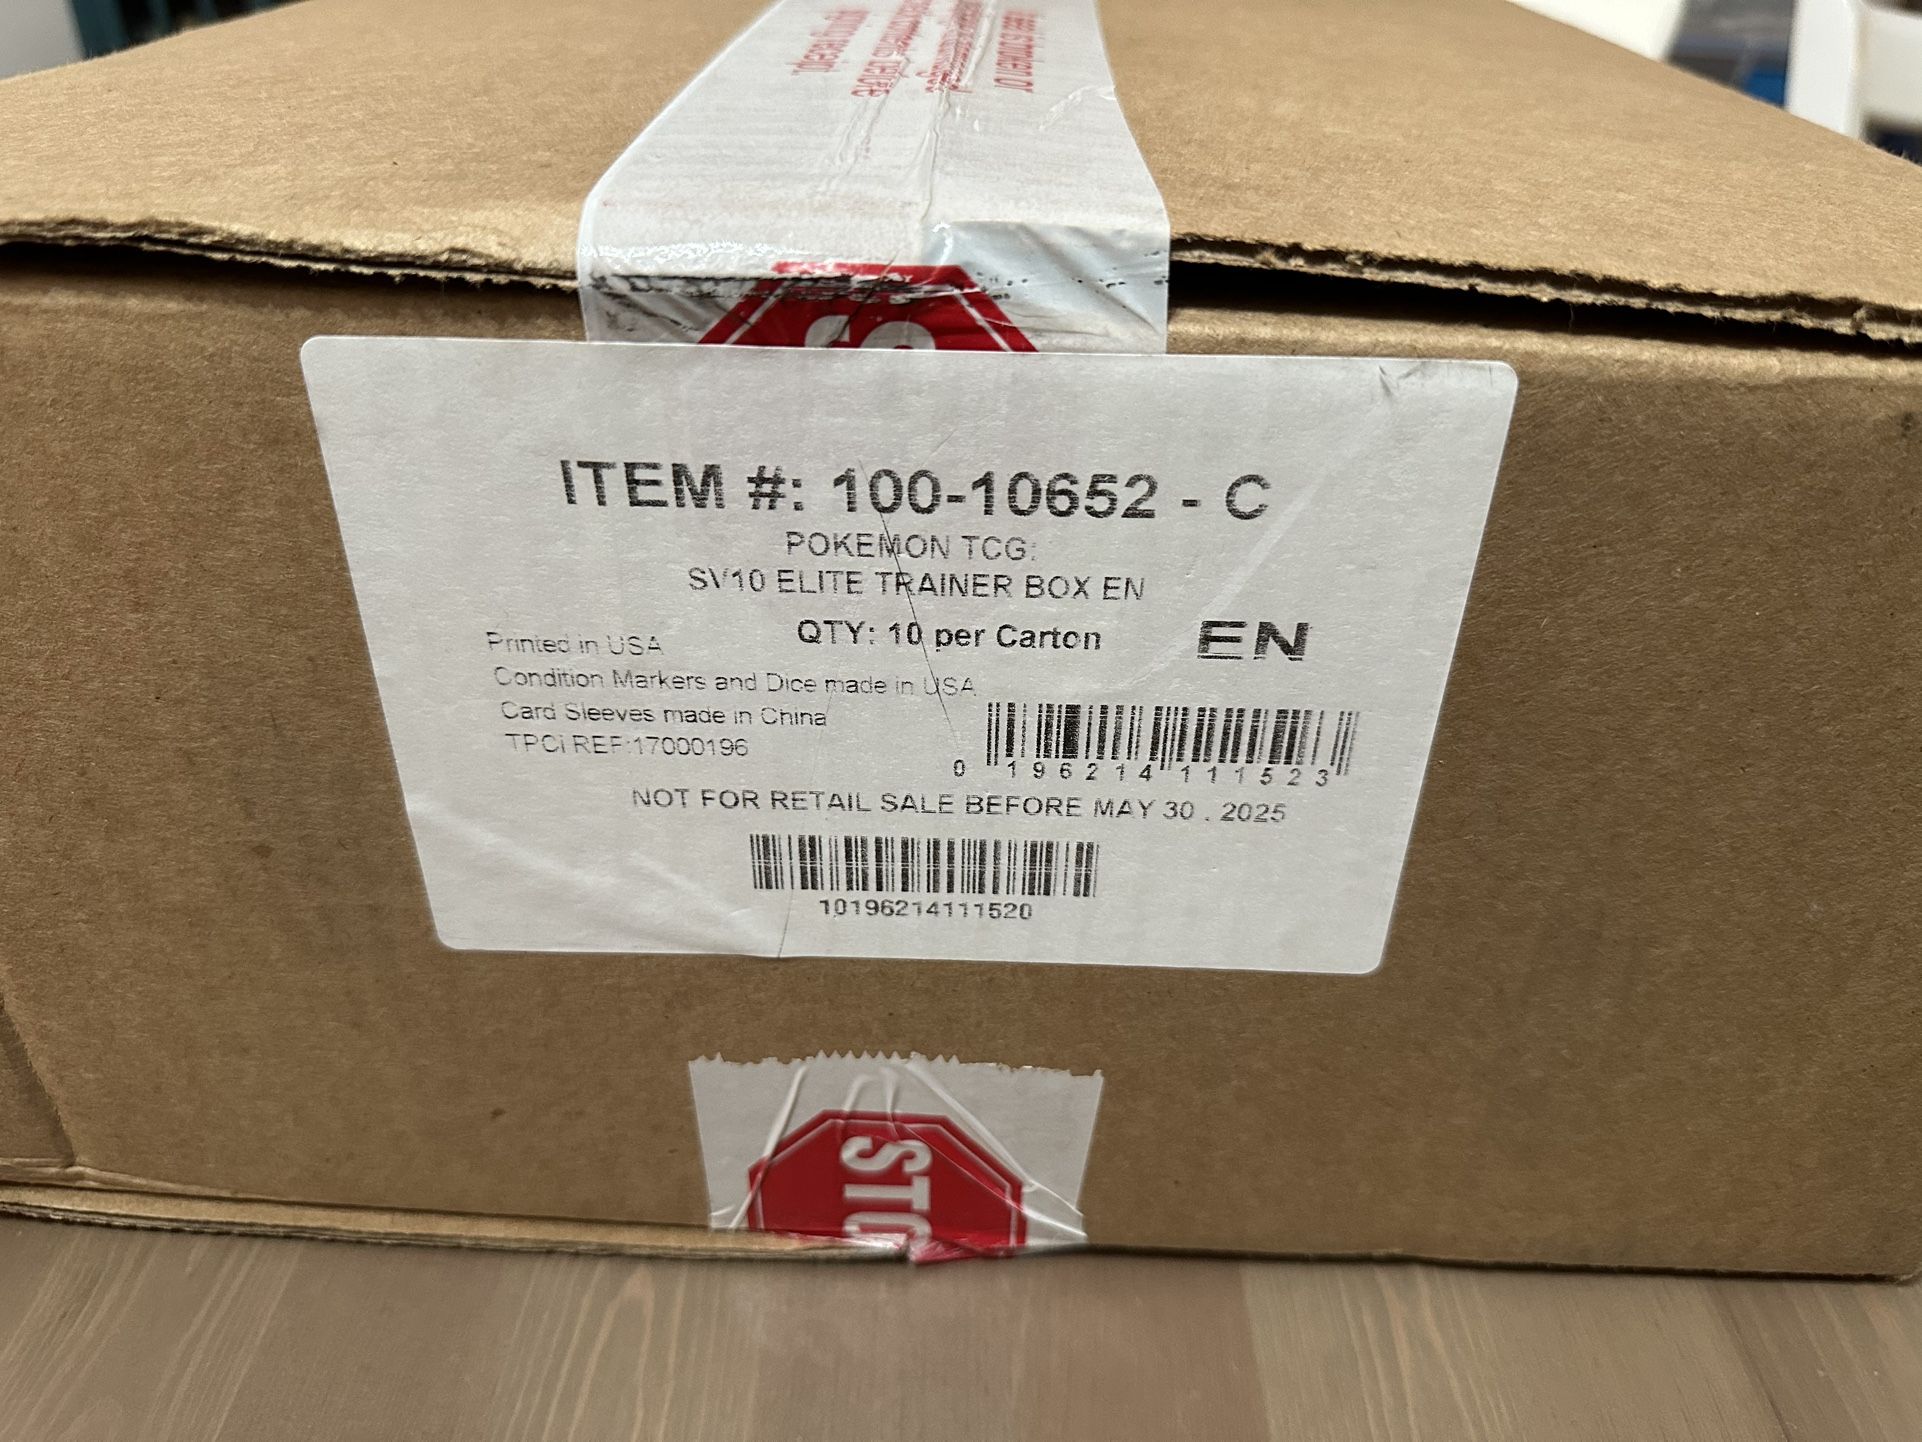 ITEM #: 100-10652 - C
POKEMON TCG:
SV10 ELITE TRAINER BOX EN
QTY: 10 per Carton
EN
Printed in USA
Condition Markers and Dice made in USA
Card Sleeves made in China
TPCi REF:17000196
0 196214 111523
NOT FOR RETAIL SALE BEFORE MAY 30 . 2025
10196214111520